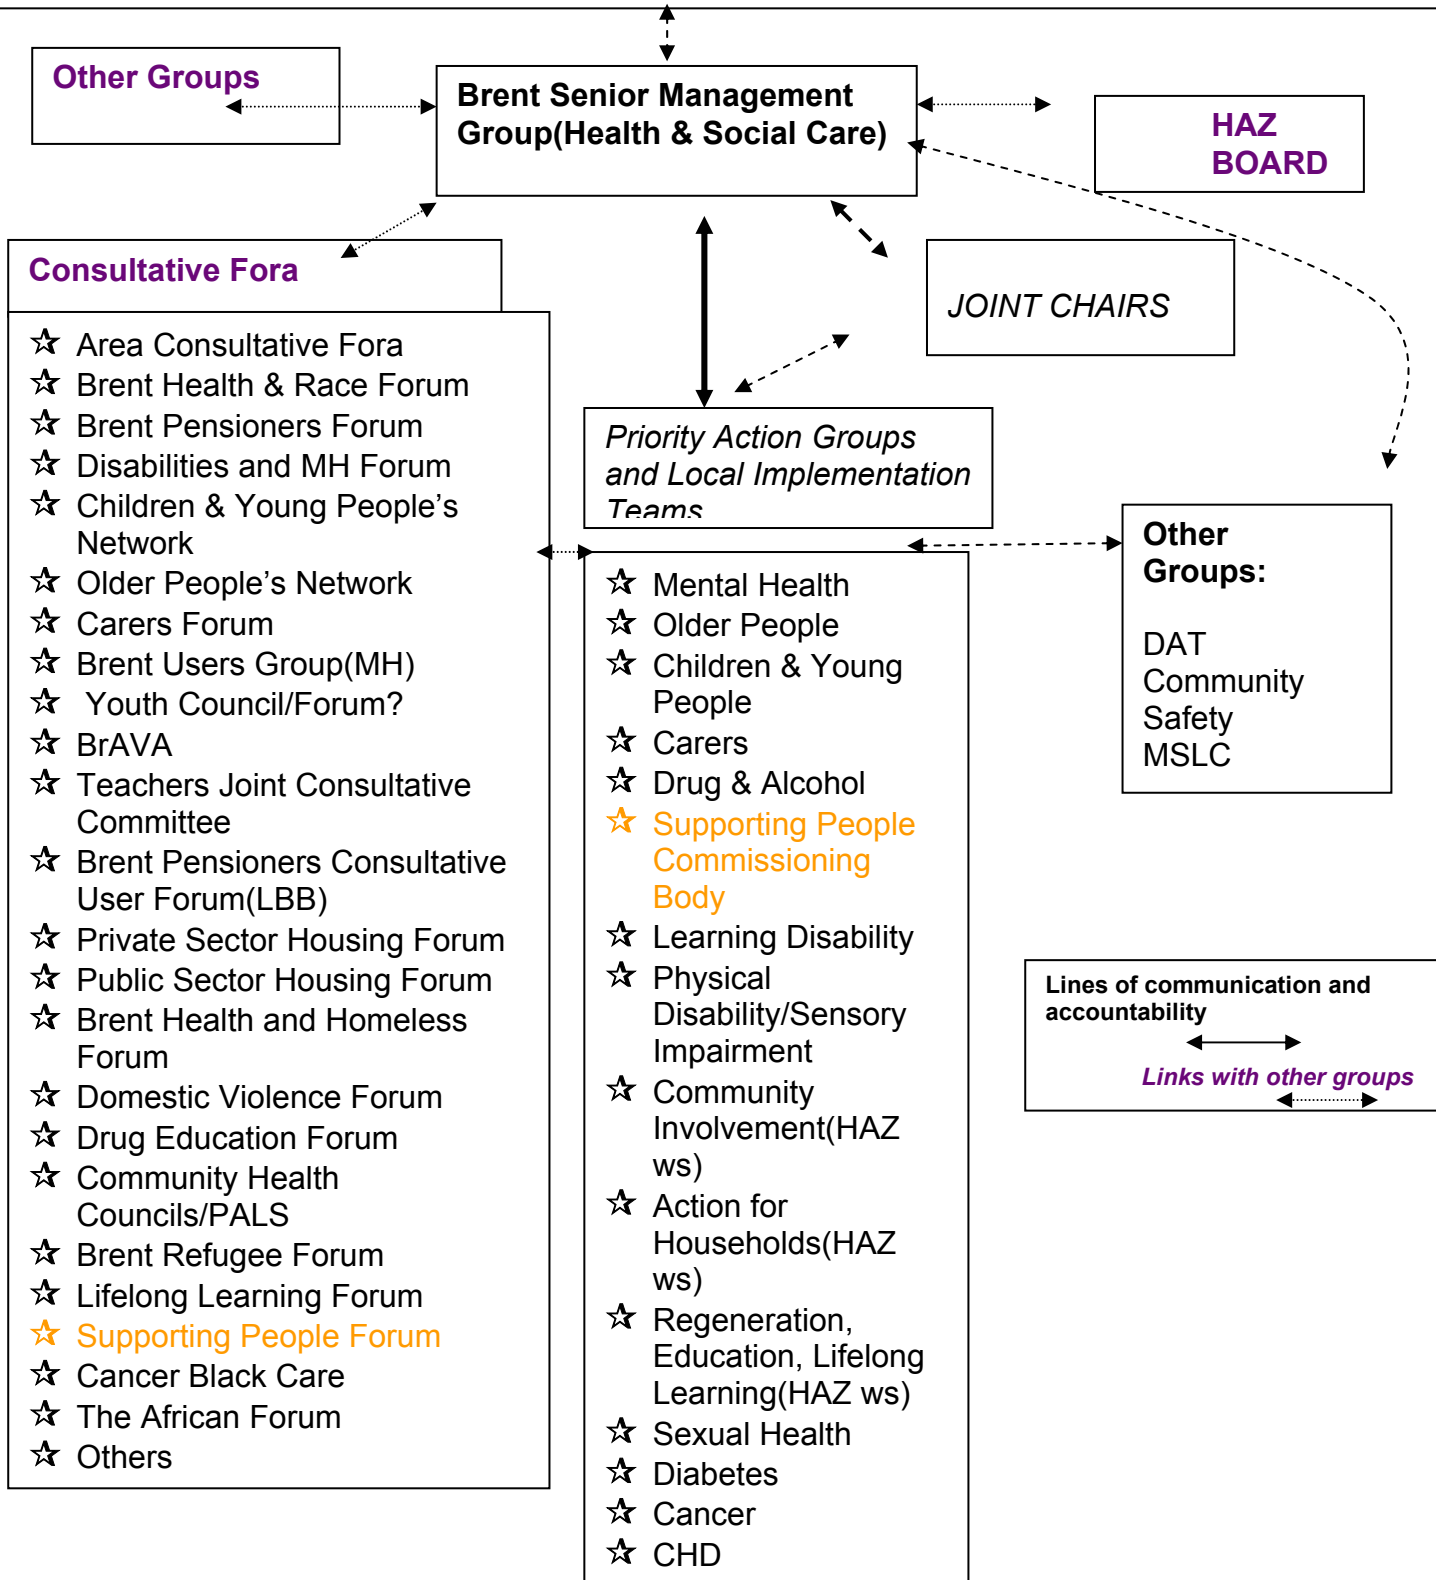 Other Groups
Brent Senior Management
Group(Health & Social Care)
HAZ
BOARD
Consultative Fora
JOINT CHAIRS
☆ Area Consultative Fora
☆ Brent Health & Race Forum
☆ Brent Pensioners Forum
☆ Disabilities and MH Forum
☆ Children & Young People’s
Network
☆ Older People’s Network
☆ Carers Forum
☆ Brent Users Group(MH)
☆ Youth Council/Forum?
☆ BrAVA
☆ Teachers Joint Consultative
Committee
☆ Brent Pensioners Consultative
User Forum(LBB)
☆ Private Sector Housing Forum
☆ Public Sector Housing Forum
☆ Brent Health and Homeless
Forum
☆ Domestic Violence Forum
☆ Drug Education Forum
☆ Community Health
Councils/PALS
☆ Brent Refugee Forum
☆ Lifelong Learning Forum
☆ Supporting People Forum
☆ Cancer Black Care
☆ The African Forum
☆ Others
Priority Action Groups
and Local Implementation
Teams
☆ Mental Health
☆ Older People
☆ Children & Young
People
☆ Carers
☆ Drug & Alcohol
☆ Supporting People
Commissioning
Body
☆ Learning Disability
☆ Physical
Disability/Sensory
Impairment
☆ Community
Involvement(HAZ
ws)
☆ Action for
Households(HAZ
ws)
☆ Regeneration,
Education, Lifelong
Learning(HAZ ws)
☆ Sexual Health
☆ Diabetes
☆ Cancer
☆ CHD
Other
Groups:
DAT
Community
Safety
MSLC
Lines of communication and
accountability
Links with other groups